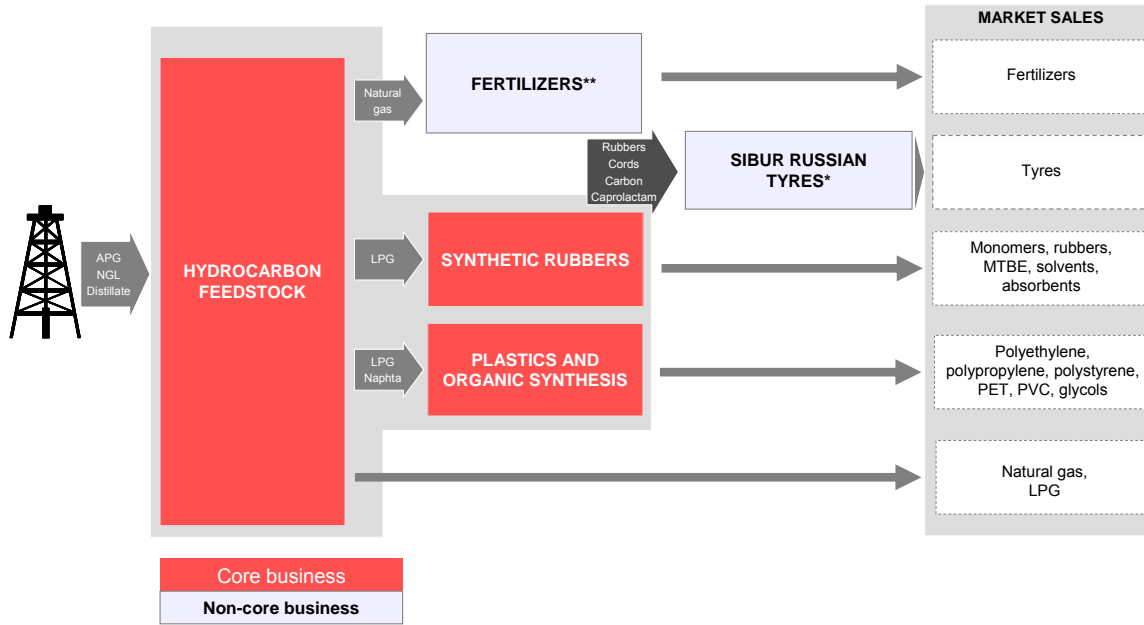 MARKET SALES
Natural
gas
FERTILIZERS**
Fertilizers
Rubbers
Cords
Carbon
Caprolactam
SIBUR RUSSIAN
TYRES*
Tyres
APG
NGL
Distillate
HYDROCARBON
FEEDSTOCK
LPG
SYNTHETIC RUBBERS
Monomers, rubbers,
MTBE, solvents,
absorbents
LPG
Naphta
PLASTICS AND
ORGANIC SYNTHESIS
Polyethylene,
polypropylene, polystyrene,
PET, PVC, glycols
Natural gas,
LPG
Core business
Non-core business